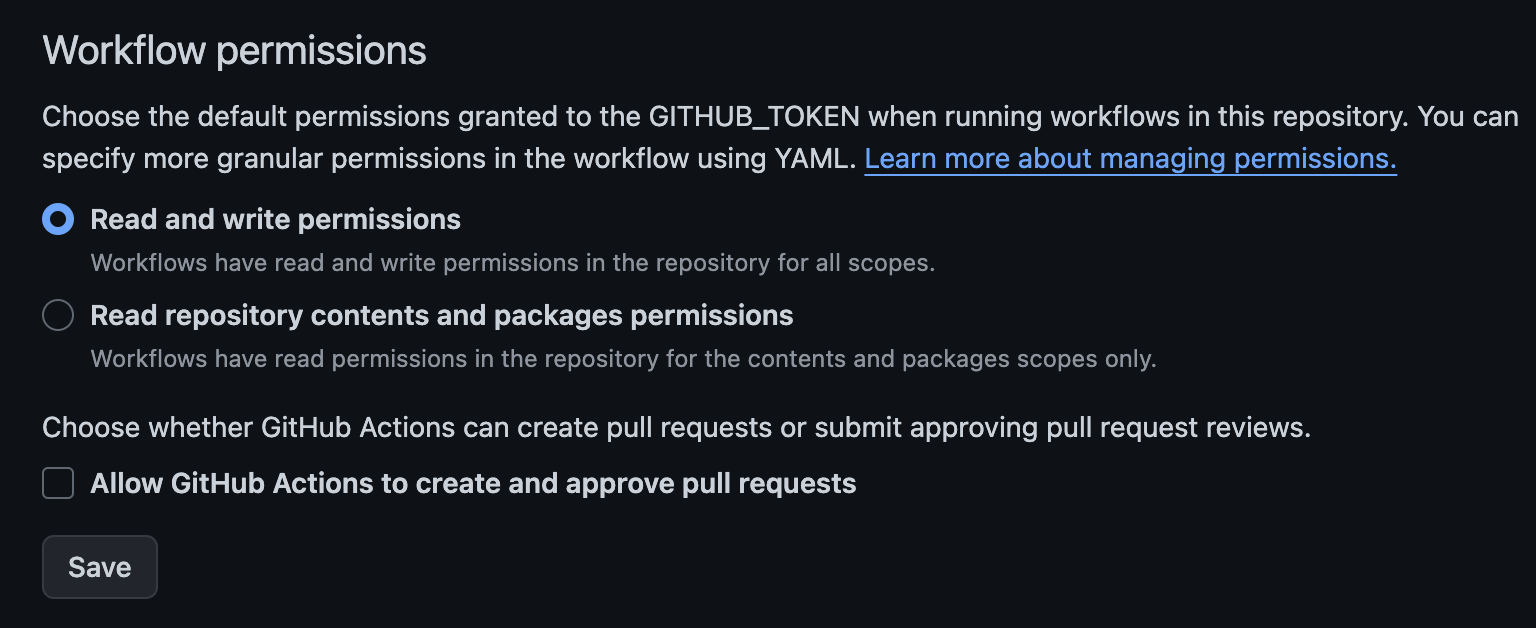 Workflow permissions
Choose the default permissions granted to the GITHUB_TOKEN when running workflows in this repository. You can
specify more granular permissions in the workflow using YAML. Learn more about managing permissions.
Read and write permissions
Workflows have read and write permissions in the repository for all scopes.
Read repository contents and packages permissions
Workflows have read permissions in the repository for the contents and packages scopes only.
Choose whether GitHub Actions can create pull requests or submit approving pull request reviews.
Allow GitHub Actions to create and approve pull requests
Save